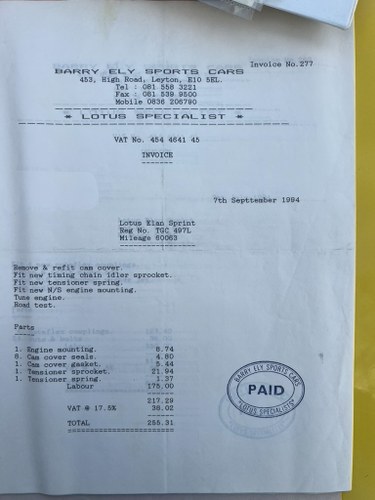 Invoice No.277
BARRY ELY SPORTS CARS
453, High Road, Leyton, E10 5EL.
Tel : 081 558 3221
Fax : 081 539 9500
Mobile 0836 206790
* LOTUS SPECIALIST *
VAT No. 454 4641 45
INVOICE
7th Septtember 1994
Lotus Elan Sprint
Reg No. TGC 497L
Mileage 60083
Remove & refit cam cover.
Fit new timing chain idler sprocket.
Fit new tensioner spring.
Fit new N/S engine mounting.
Tune engine.
Road test.
Parts
1. Engine mounting. 8.74
8. Cam cover seals. 4.80
1. Cam cover gasket. 5.44
1. Tensioner sprocket. 21.94
1. Tensioner spring. 1.37
Labour 175.00
217.29
VAT @ 17.5% 38.02
TOTAL 255.31
BARRY ELY SPORTS CARS
PAID
"LOTUS SPECIALISTS"